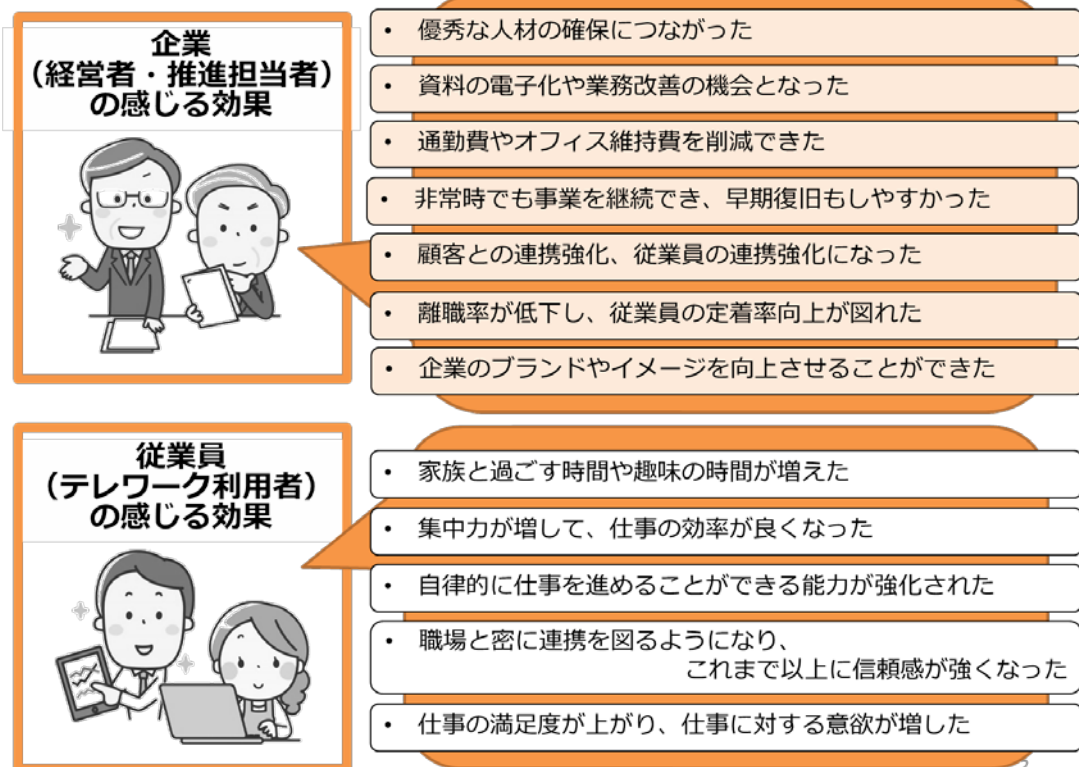 企業
（経営者・推進担当者）
の感じる効果
• 優秀な人材の確保につながった
• 資料の電子化や業務改善の機会となった
• 通勤費やオフィス維持費を削減できた
• 非常時でも事業を継続でき、早期復旧もしやすかった
• 顧客との連携強化、従業員の連携強化になった
• 離職率が低下し、従業員の定着率向上が図れた
• 企業のブランドやイメージを向上させることができた
従業員
（テレワーク利用者）
の感じる効果
• 家族と過ごす時間や趣味の時間が増えた
• 集中力が増して、仕事の効率が良くなった
• 自律的に仕事を進めることができる能力が強化された
• 職場と密に連携を図るようになり、
これまで以上に信頼感が強くなった
• 仕事の満足度が上がり、仕事に対する意欲が増した